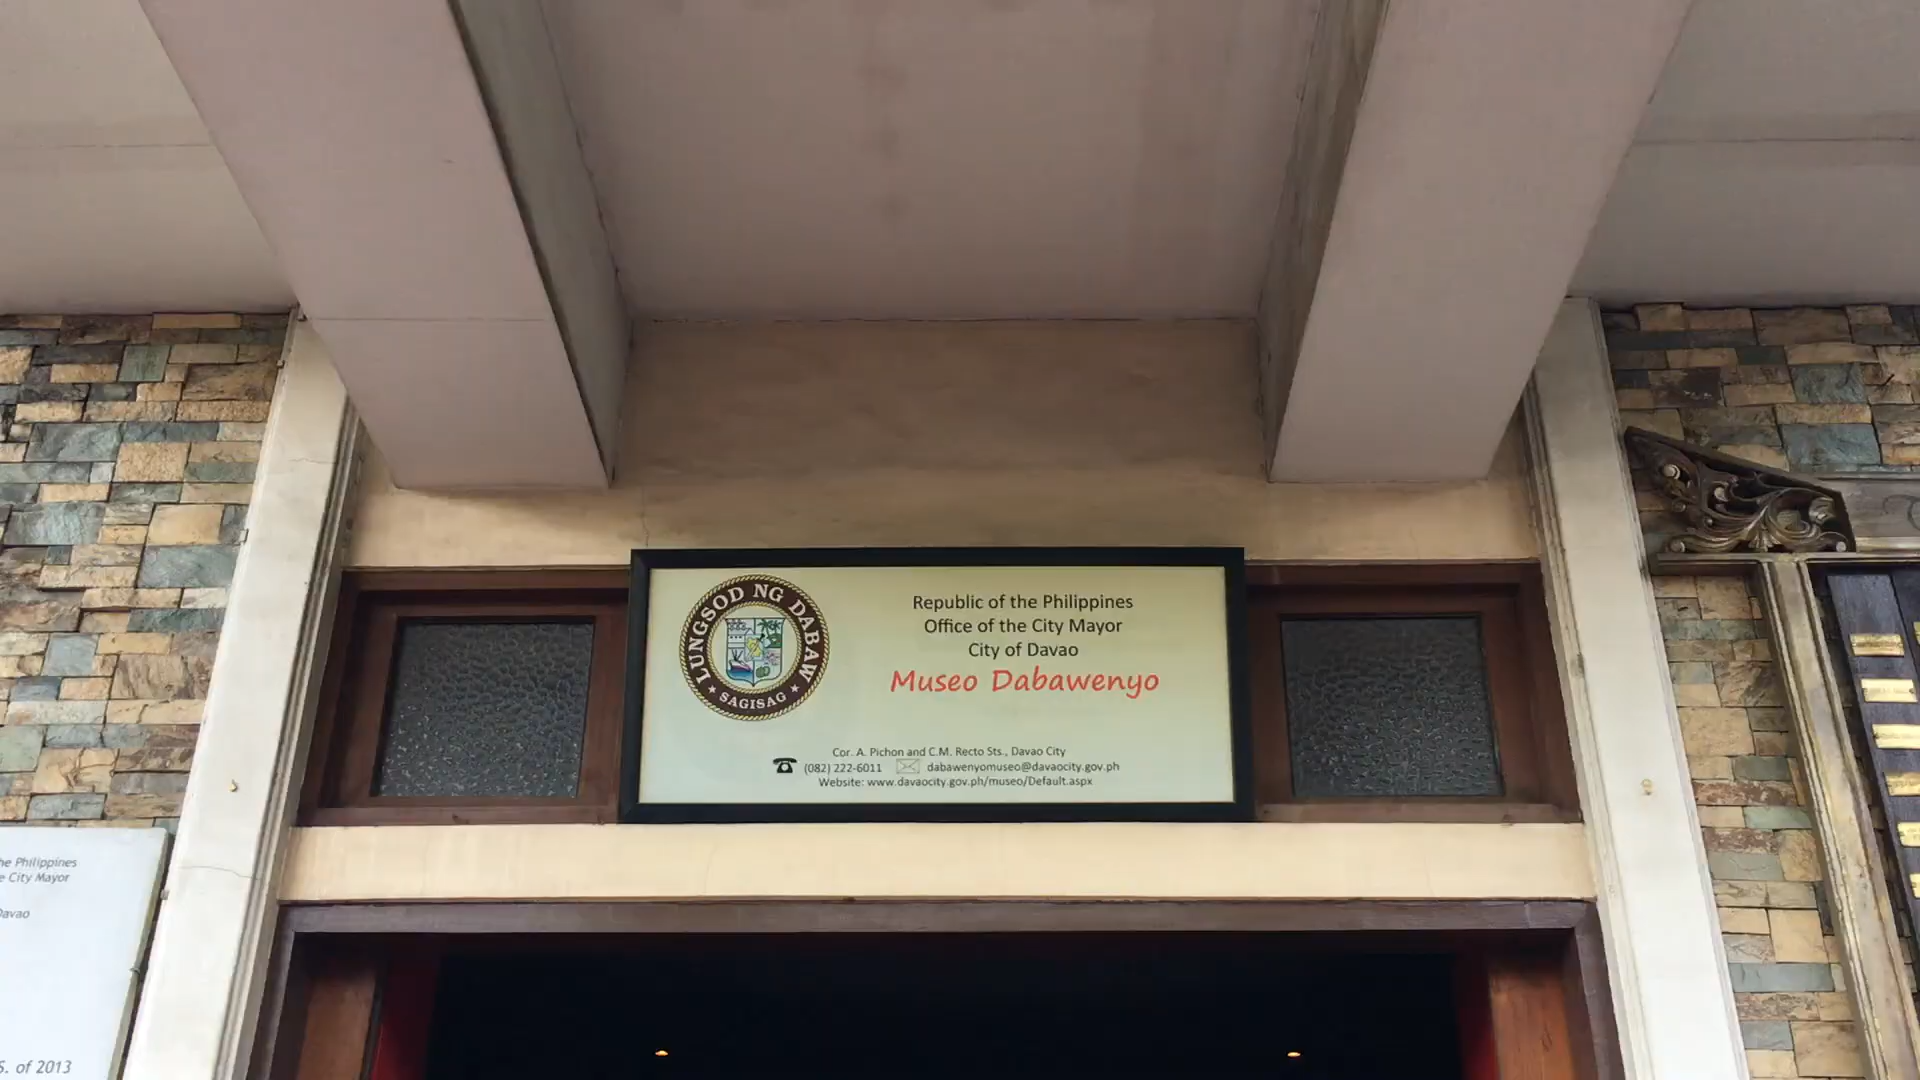 LUNGSOD NG DABAW
SAGISAG
Republic of the Philippines
Office of the City Mayor
City of Davao
Museo Dabawenyo
Cor. A. Pichon and C.M. Recto Sts., Davao City
(082) 222-6011 dabawenyomuseo@davaocity.gov.ph
Website: www.davaocity.gov.ph/museo/Default.aspx
Philippines
City Mayor
Davao
of 2013